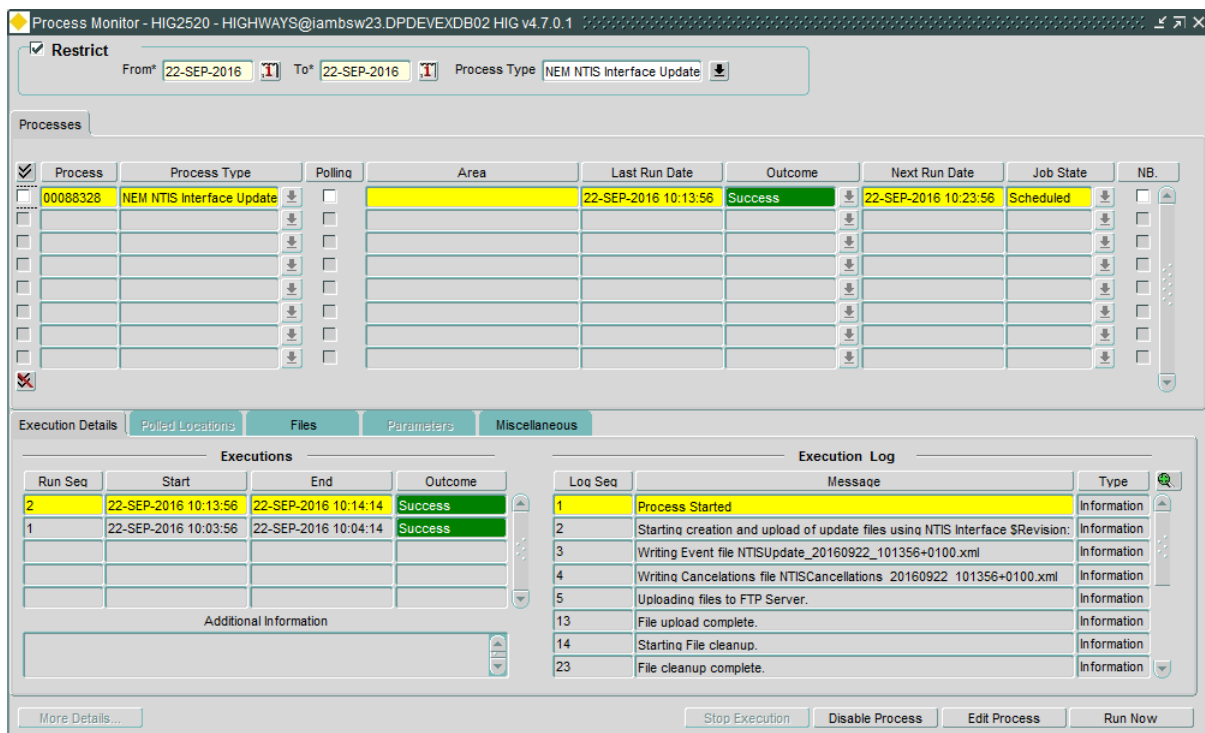 Process Monitor - HIG2520 - HIGHWAYS@iambsw23.DPDEVEXDB02 HIG v4.7.0.1
Restrict
From* 22-SEP-2016 To* 22-SEP-2016 Process Type NEM NTIS Interface Update
Processes
Process Process Type Polling Area Last Run Date Outcome Next Run Date Job State NB.
00088328 NEM NTIS Interface Update 22-SEP-2016 10:13:56 Success 22-SEP-2016 10:23:56 Scheduled
Execution Details Polled Locations Files Parameters Miscellaneous
Executions Execution Log
Run Seq Start End Outcome Log Seq Message Type
2 22-SEP-2016 10:13:56 22-SEP-2016 10:14:14 Success 1 Process Started Information
1 22-SEP-2016 10:03:56 22-SEP-2016 10:04:14 Success 2 Starting creation and upload of update files using NTIS Interface $Revision: Information
3 Writing Event file NTISUpdate_20160922_101356+0100.xml Information
4 Writing Cancelations file NTISCancellations_20160922_101356+0100.xml Information
5 Uploading files to FTP Server. Information
Additional Information 13 File upload complete. Information
14 Starting File cleanup. Information
23 File cleanup complete. Information
More Details... Stop Execution Disable Process Edit Process Run Now